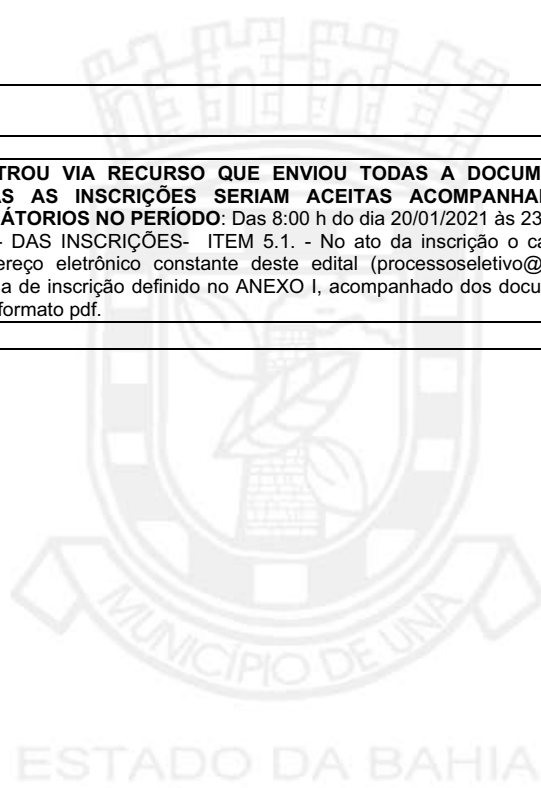 TROU VIA RECURSO QUE ENVIOU TODAS A DOCUM
AS AS INSCRIÇÕES SERIAM ACEITAS ACOMPANHA
ÁTORIOS NO PERÍODO: Das 8:00 h do dia 20/01/2021 às 23
- DAS INSCRIÇÕES- ITEM 5.1. - No ato da inscrição o ca
ereço eletrônico constante deste edital (processoseletivo@
a de inscrição definido no ANEXO I, acompanhado dos docu
formato pdf.
MUNICÍPIO DE UNA
ESTADO DA BAHIA